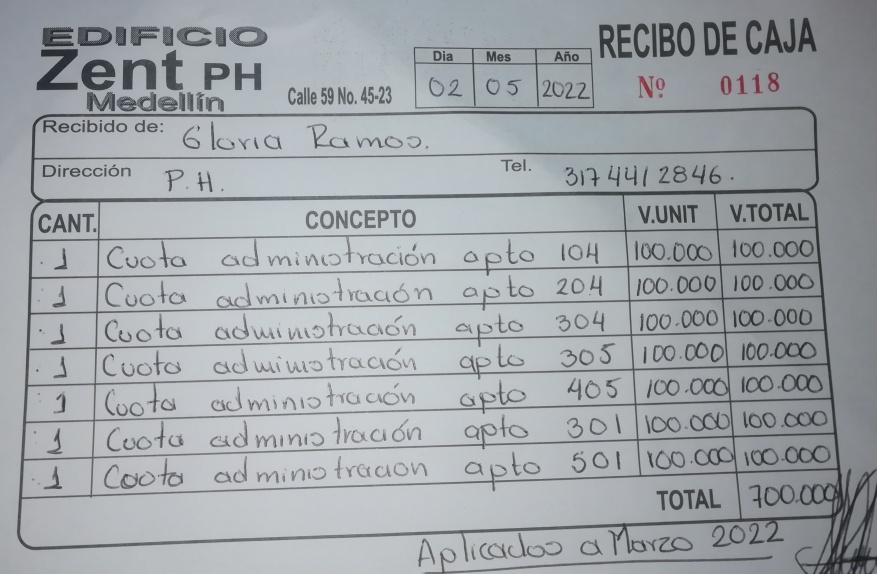 EDIFICIO
Zent PH
Medellín
Calle 59 No. 45-23
Dia Mes Año
02 05 2022
RECIBO DE CAJA
Nº 0118
Recibido de: Gloria Ramos.
Dirección P.H. Tel. 3174412846.
CANT. CONCEPTO V.UNIT V.TOTAL
1 Cuota administración apto 104 100.000 100.000
1 Cuota administración apto 204 100.000 100.000
1 Cuota administración apto 304 100.000 100.000
1 Cuota administración apto 305 100.000 100.000
1 Cuota administración apto 405 100.000 100.000
1 Cuota administración apto 301 100.000 100.000
1 Cuota administracion apto 501 100.000 100.000
TOTAL 700.000
Aplicados a Marzo 2022